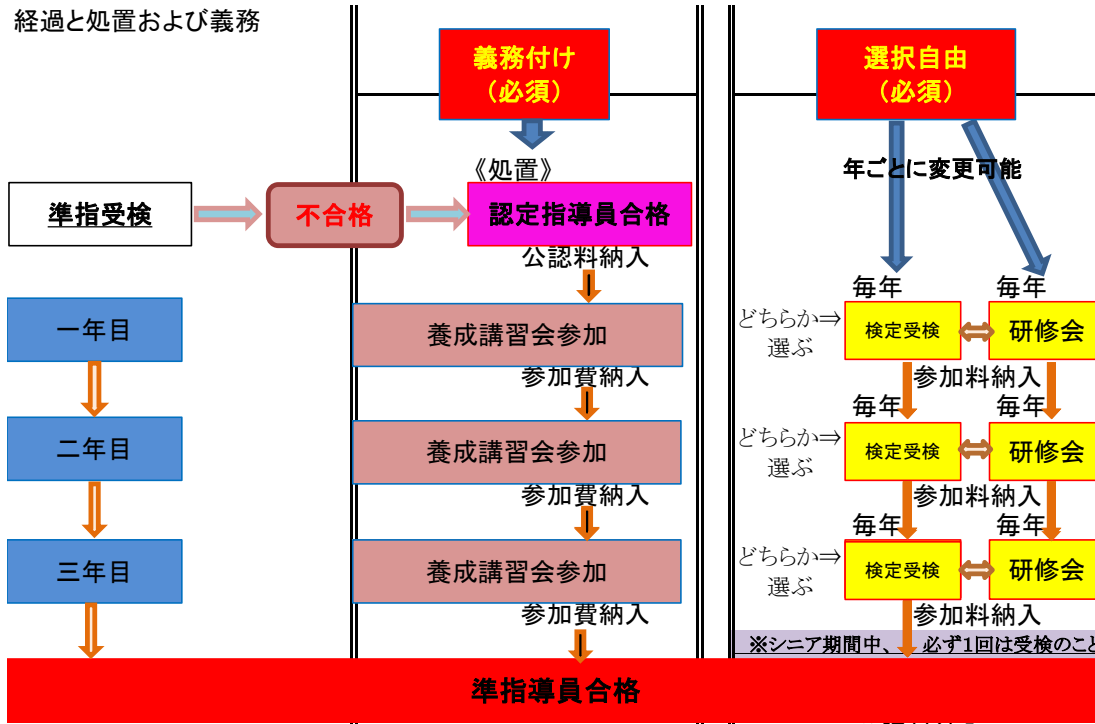 経過と処置および義務
義務付け
（必須）
選択自由
（必須）
《処置》
年ごとに変更可能
準指受検
不合格
認定指導員合格
公認料納入
毎年
毎年
一年目
養成講習会参加
どちらか⇒
選ぶ
検定受検
研修会
参加費納入
参加料納入
毎年
毎年
二年目
養成講習会参加
どちらか⇒
選ぶ
検定受検
研修会
参加費納入
参加料納入
毎年
毎年
三年目
養成講習会参加
どちらか⇒
選ぶ
検定受検
研修会
参加費納入
参加料納入
※シニア期間中、 必ず1回は受検のこと
準指導員合格